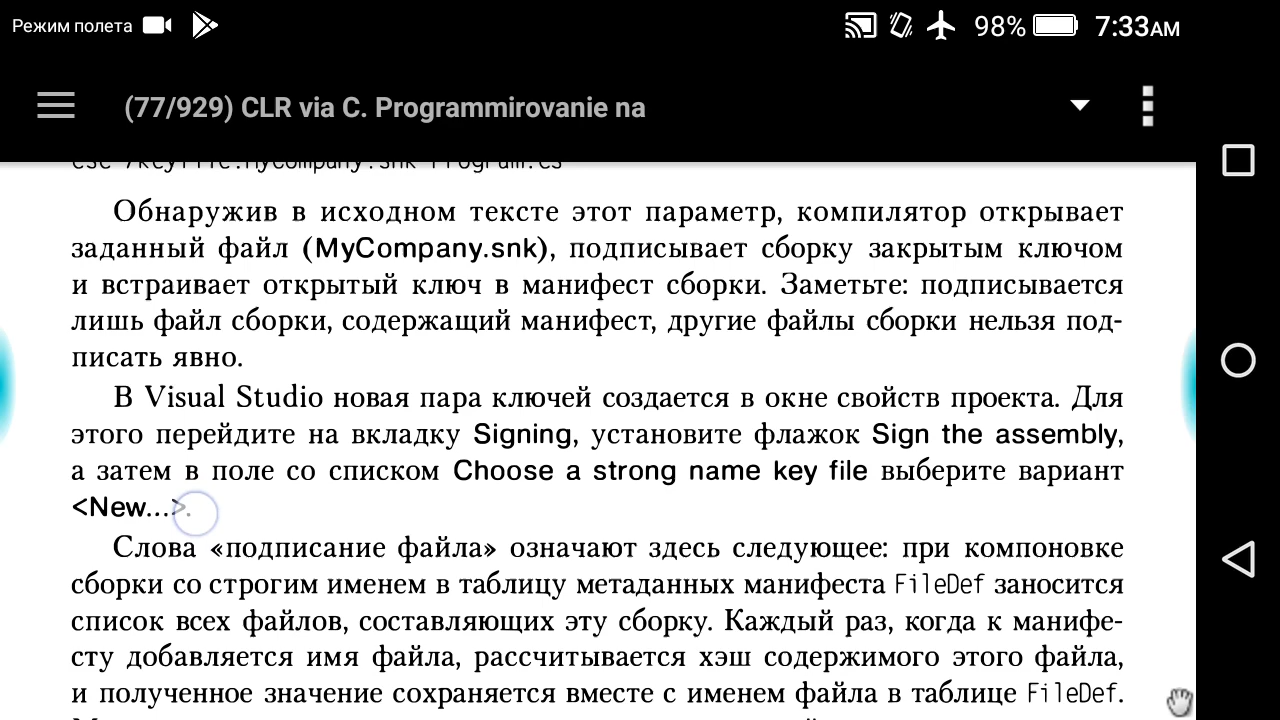 Режим полета
98%
7:33AM
(77/929) CLR via C. Programmirovanie na
Обнаружив в исходном тексте этот параметр, компилятор открывает
заданный файл (MyCompany.snk), подписывает сборку закрытым ключом
и встраивает открытый ключ в манифест сборки. Заметьте: подписывается
лишь файл сборки, содержащий манифест, другие файлы сборки нельзя под-
писать явно.
В Visual Studio новая пара ключей создается в окне свойств проекта. Для
этого перейдите на вкладку Signing, установите флажок Sign the assembly,
а затем в поле со списком Choose a strong name key file выберите вариант
<New...>.
Слова «подписание файла» означают здесь следующее: при компоновке
сборки со строгим именем в таблицу метаданных манифеста FileDef заносится
список всех файлов, составляющих эту сборку. Каждый раз, когда к манифе-
сту добавляется имя файла, рассчитывается хэш содержимого этого файла,
и полученное значение сохраняется вместе с именем файла в таблице FileDef.